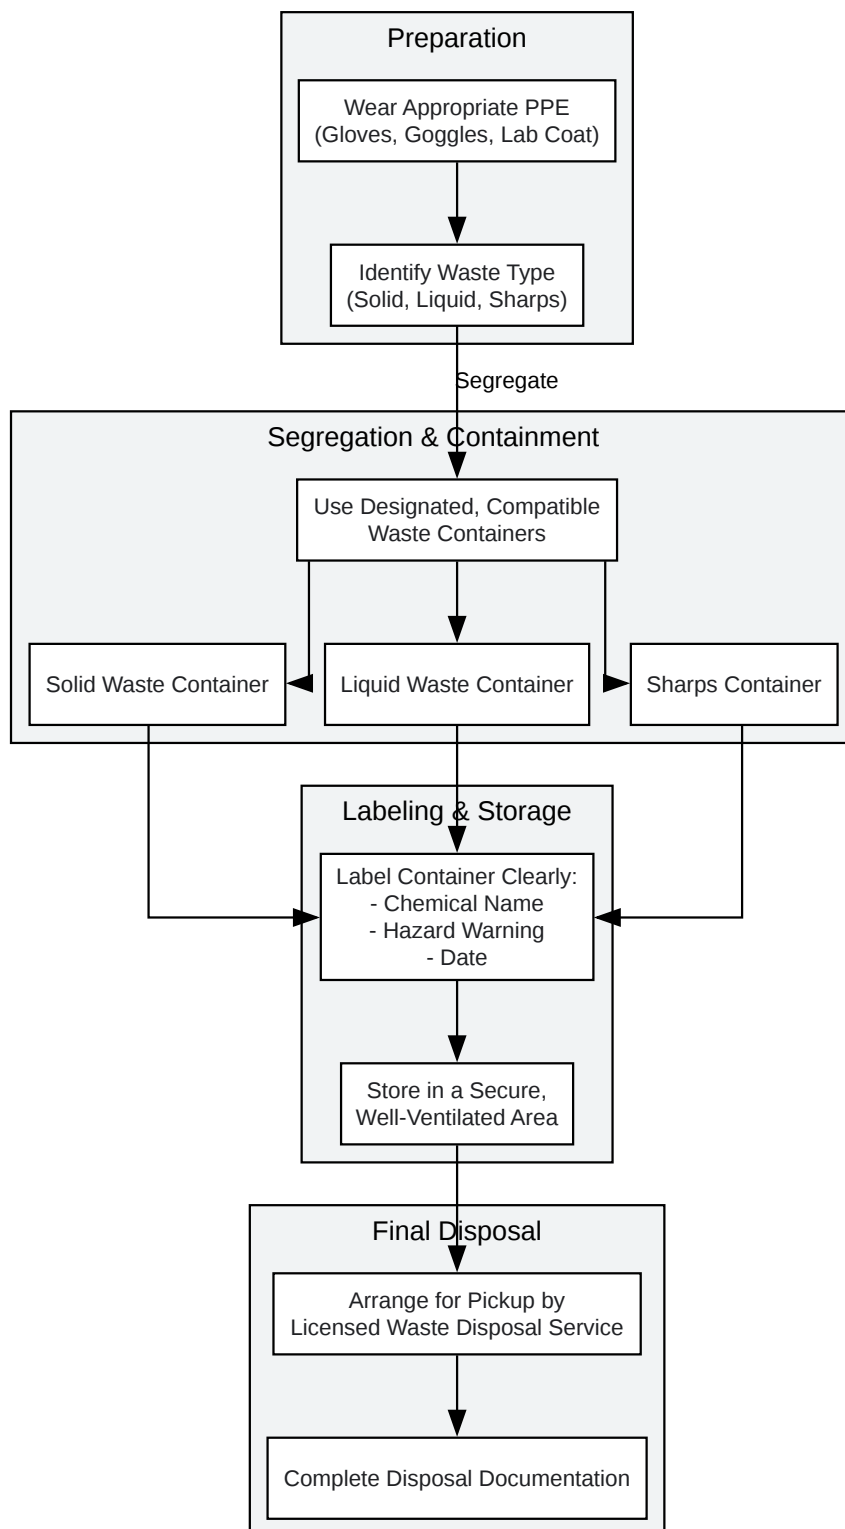 Preparation
Wear Appropriate PPE
(Gloves, Goggles, Lab Coat)
Identify Waste Type
(Solid, Liquid, Sharps)
Segregate
Segregation & Containment
Use Designated, Compatible
Waste Containers
Solid Waste Container
Liquid Waste Container
Sharps Container
Labeling & Storage
Label Container Clearly:
- Chemical Name
- Hazard Warning
- Date
Store in a Secure,
Well-Ventilated Area
Final Disposal
Arrange for Pickup by
Licensed Waste Disposal Service
Complete Disposal Documentation